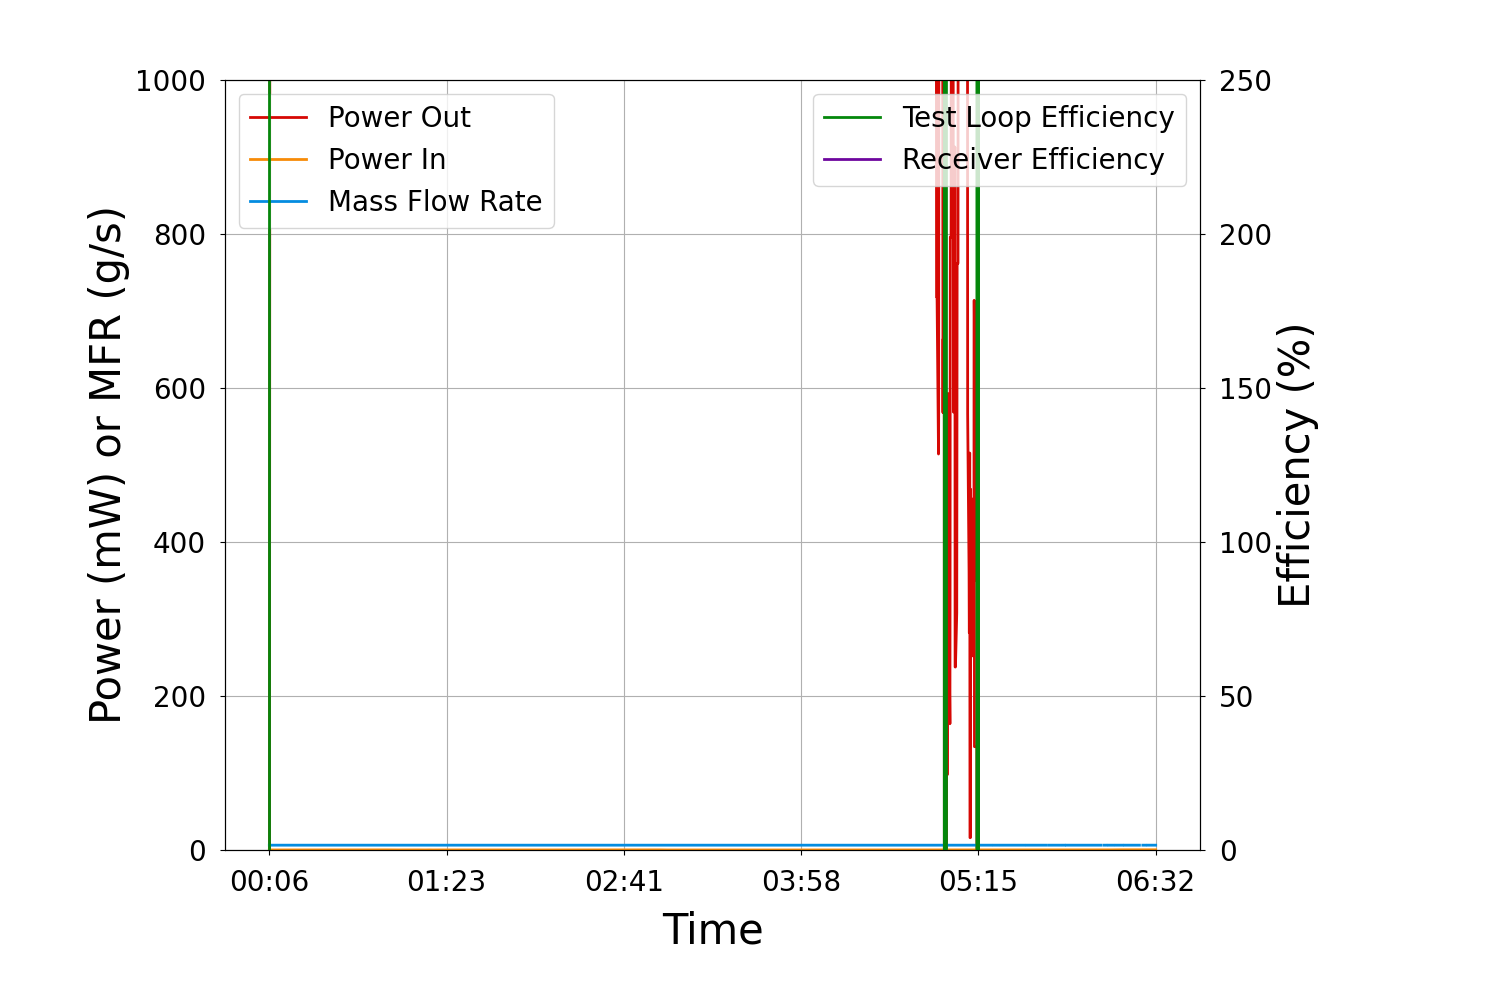 Power Out
Power In
Mass Flow Rate
Test Loop Efficiency
Receiver Efficiency
Power (mW) or MFR (g/s)
1000
800
600
400
200
0
250
200
150
100
50
0
Efficiency (%)
00:06 01:23 02:41 03:58 05:15 06:32
Time